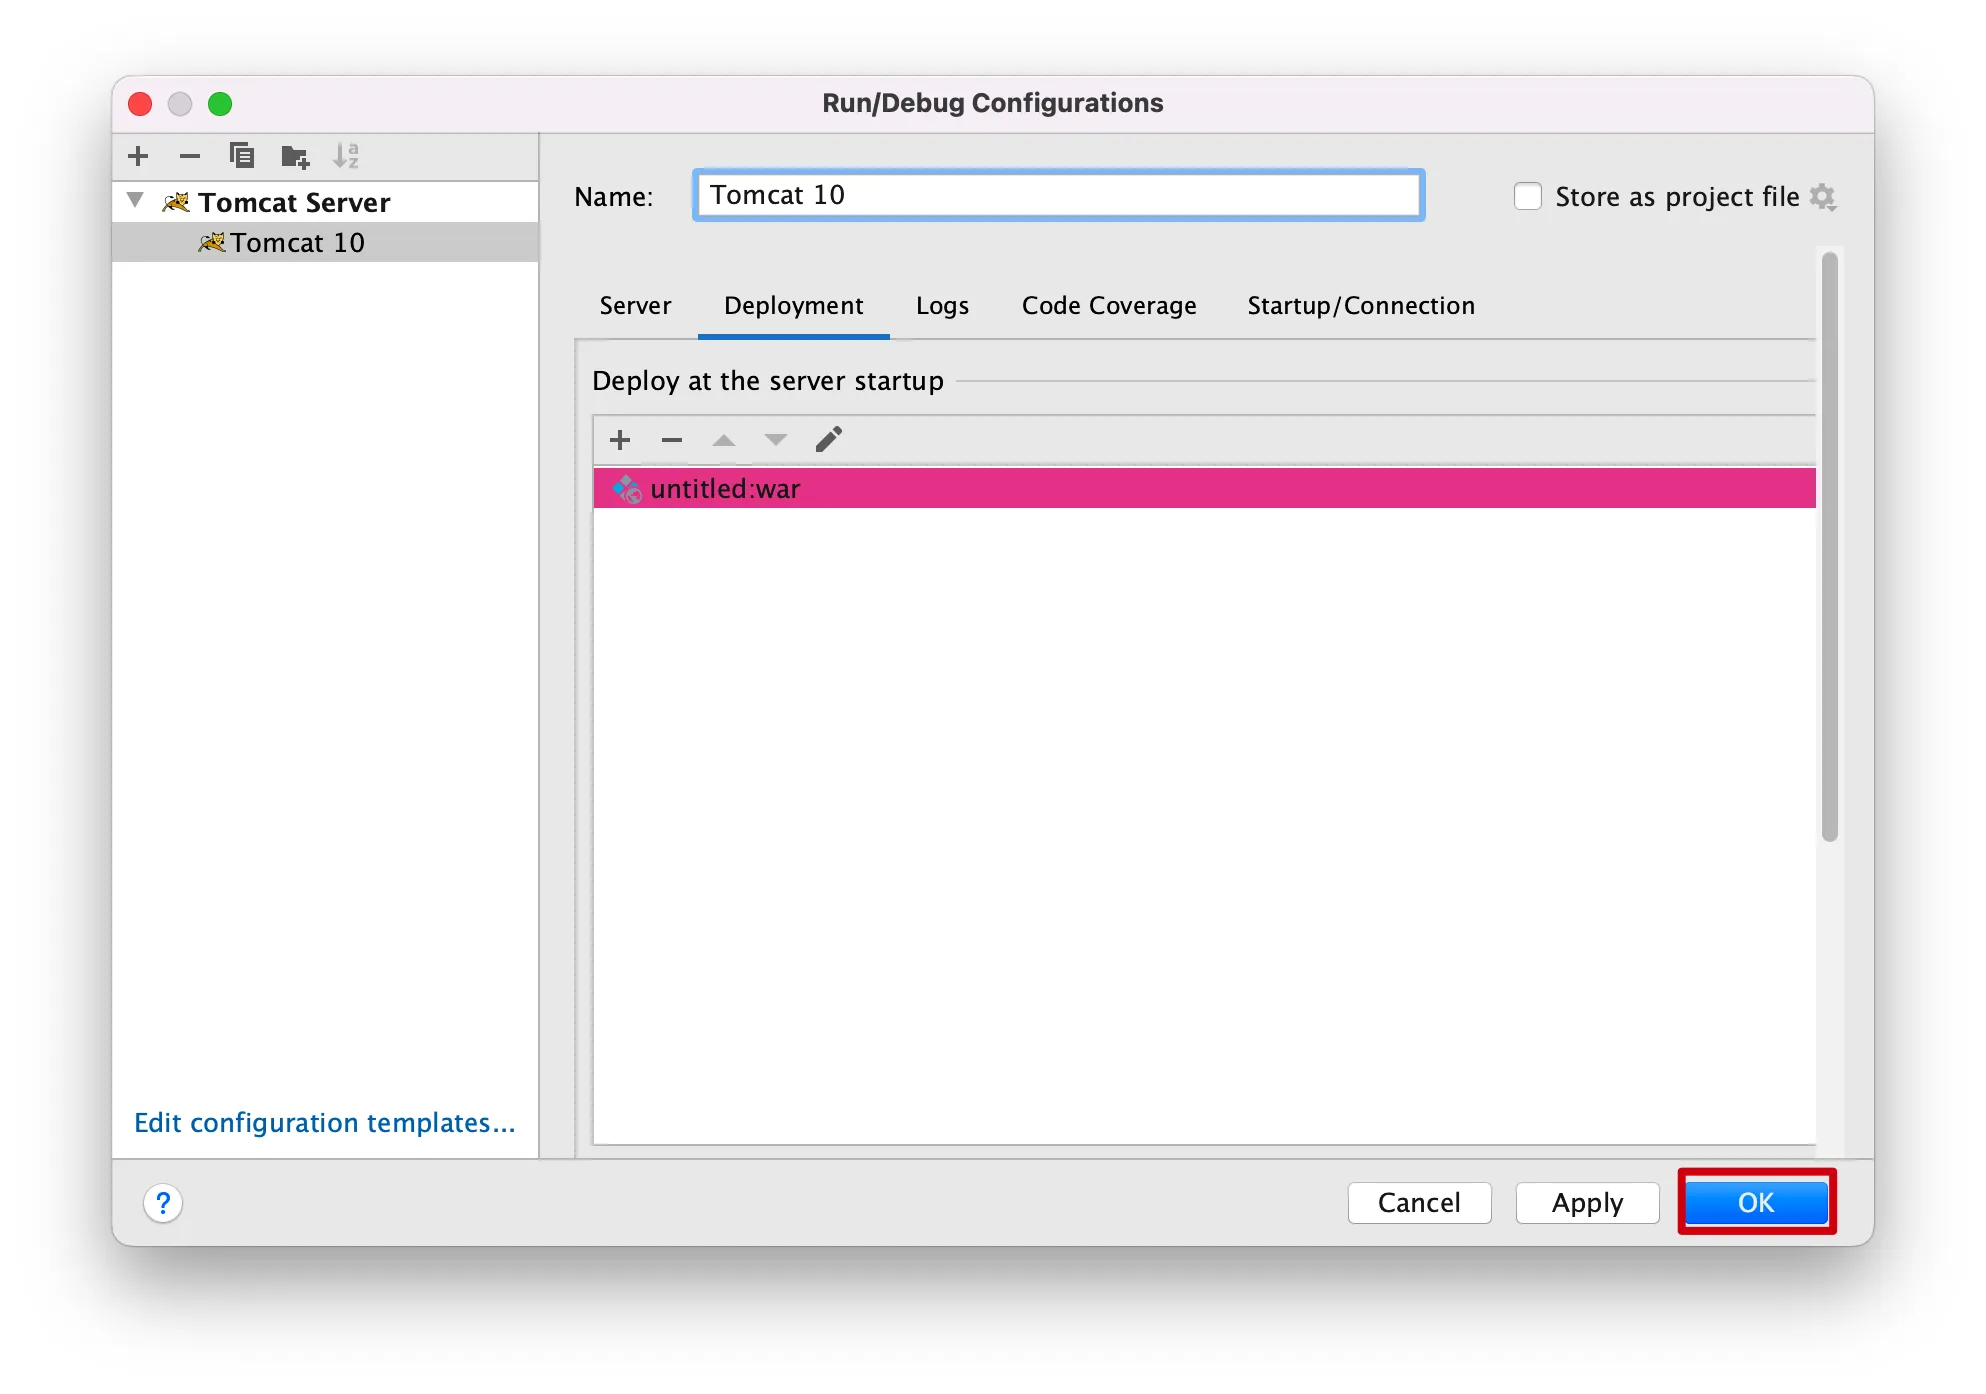 Run/Debug Configurations
Tomcat Server
Tomcat 10
Edit configuration templates...
Name: Tomcat 10 Store as project file
Server Deployment Logs Code Coverage Startup/Connection
Deploy at the server startup
untitled:war
? Cancel Apply OK